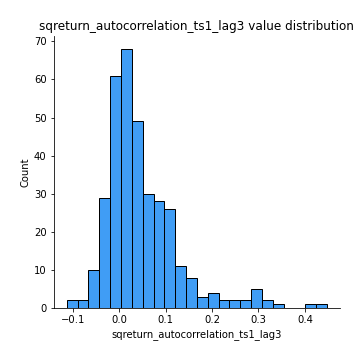 sqreturn_autocorrelation_ts1_lag3 value distribution
70
60
50
40
30
20
10
0
Count
−0.1 0.0 0.1 0.2 0.3 0.4
sqreturn_autocorrelation_ts1_lag3